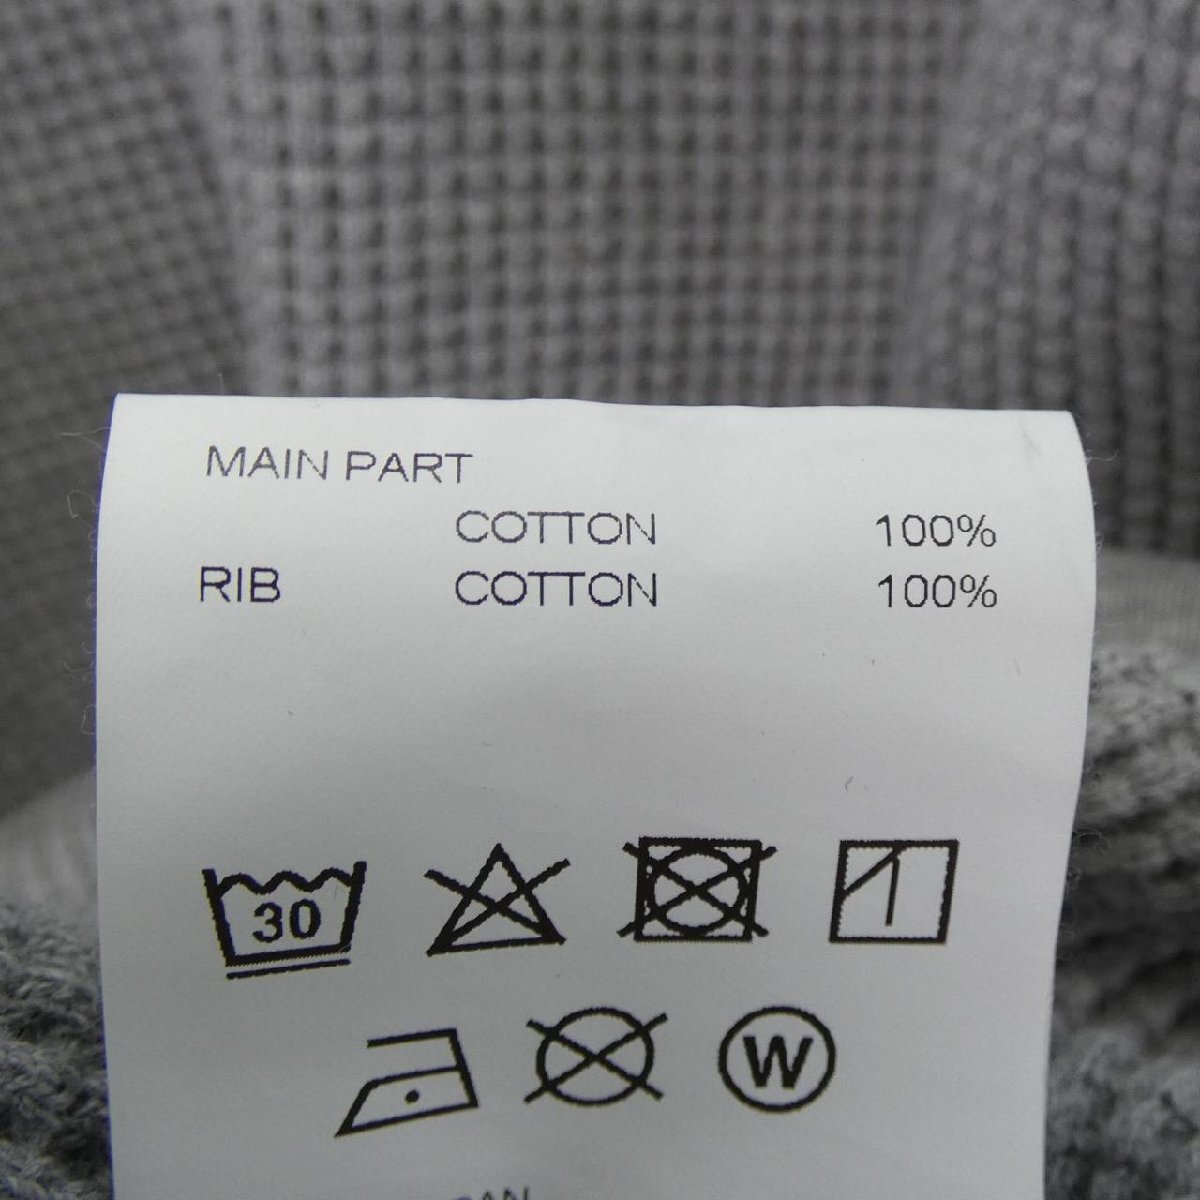 MAIN PART
COTTON 100%
RIB COTTON 100%
30
W